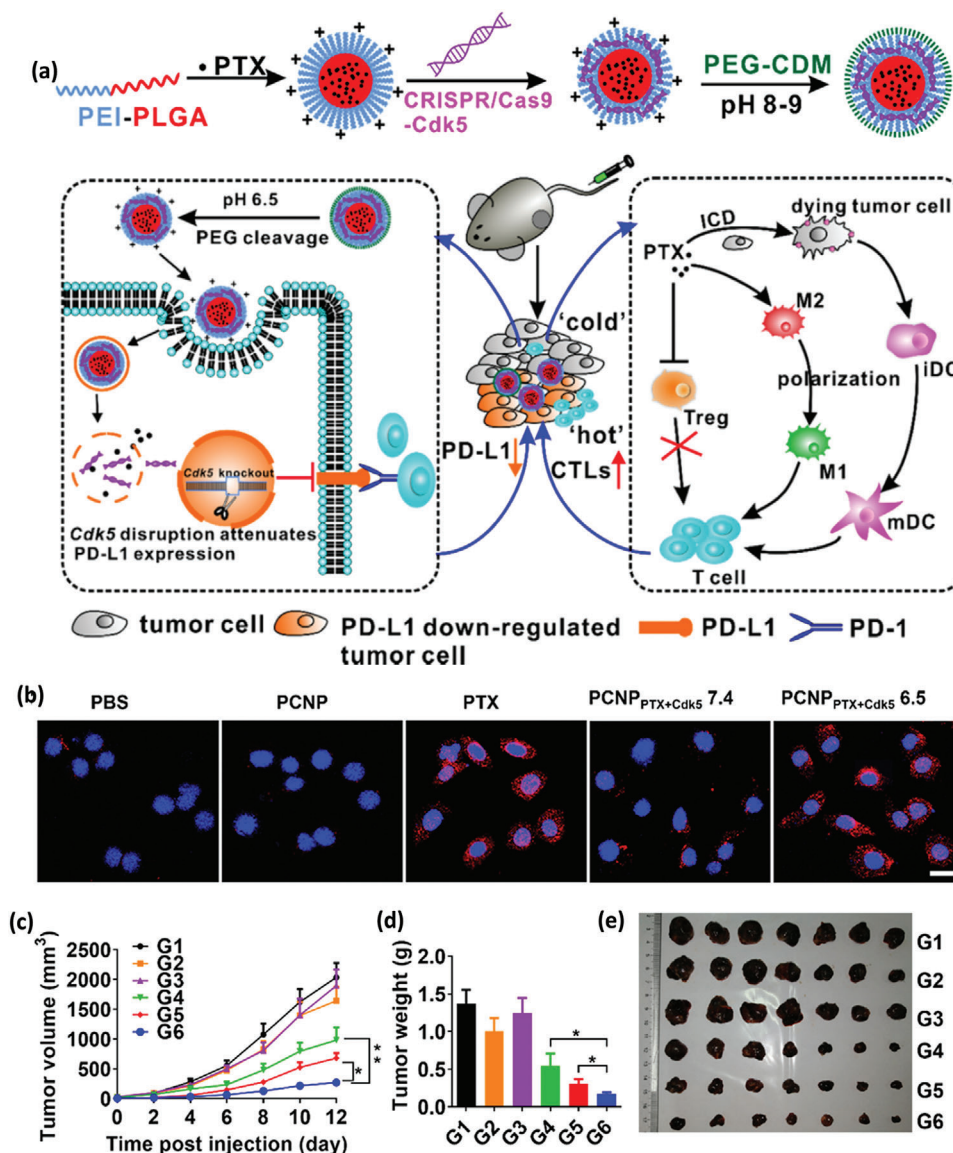 (a)
PEI-PLGA
• PTX
CRISPR/Cas9
-Cdk5
PEG-CDM
pH 8-9
pH 6.5
PEG cleavage
Cdk5 knockout
Cdk5 disruption attenuates
PD-L1 expression
'cold'
'hot'
PD-L1
CTLs
PTX
ICD
dying tumor cell
M2
iDC
polarization
Treg
M1
mDC
T cell
tumor cell
PD-L1 down-regulated
tumor cell
PD-L1
PD-1
(b)
PBS
PCNP
PTX
PCNPPTX+Cdk5 7.4
PCNPPTX+Cdk5 6.5
(c)
Tumor volume (mm3)
2500
2000
1500
1000
500
0
G1
G2
G3
G4
G5
G6
* *
*
0 2 4 6 8 10 12
Time post injection (day)
(d)
Tumor weight (g)
2.0
1.5
1.0
0.5
0.0
*
*
G1 G2 G3 G4 G5 G6
(e)
G1
G2
G3
G4
G5
G6